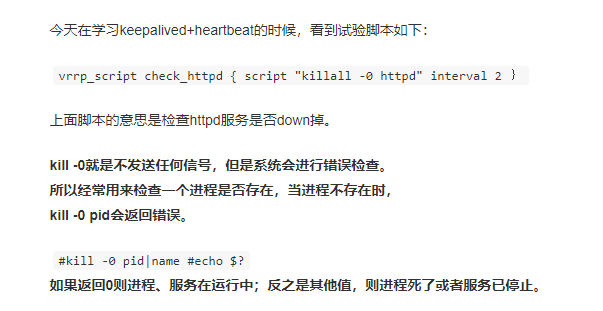 今天在学习keepalived+heartbeat的时候，看到试验脚本如下：
vrrp_script check_httpd { script "killall -0 httpd" interval 2 }
上面脚本的意思是检查httpd服务是否down掉。
kill -0就是不发送任何信号，但是系统会进行错误检查。
所以经常用来检查一个进程是否存在，当进程不存在时，
kill -0 pid会返回错误。
#kill -0 pid|name #echo $?
如果返回0则进程、服务在运行中；反之是其他值，则进程死了或者服务已停止。